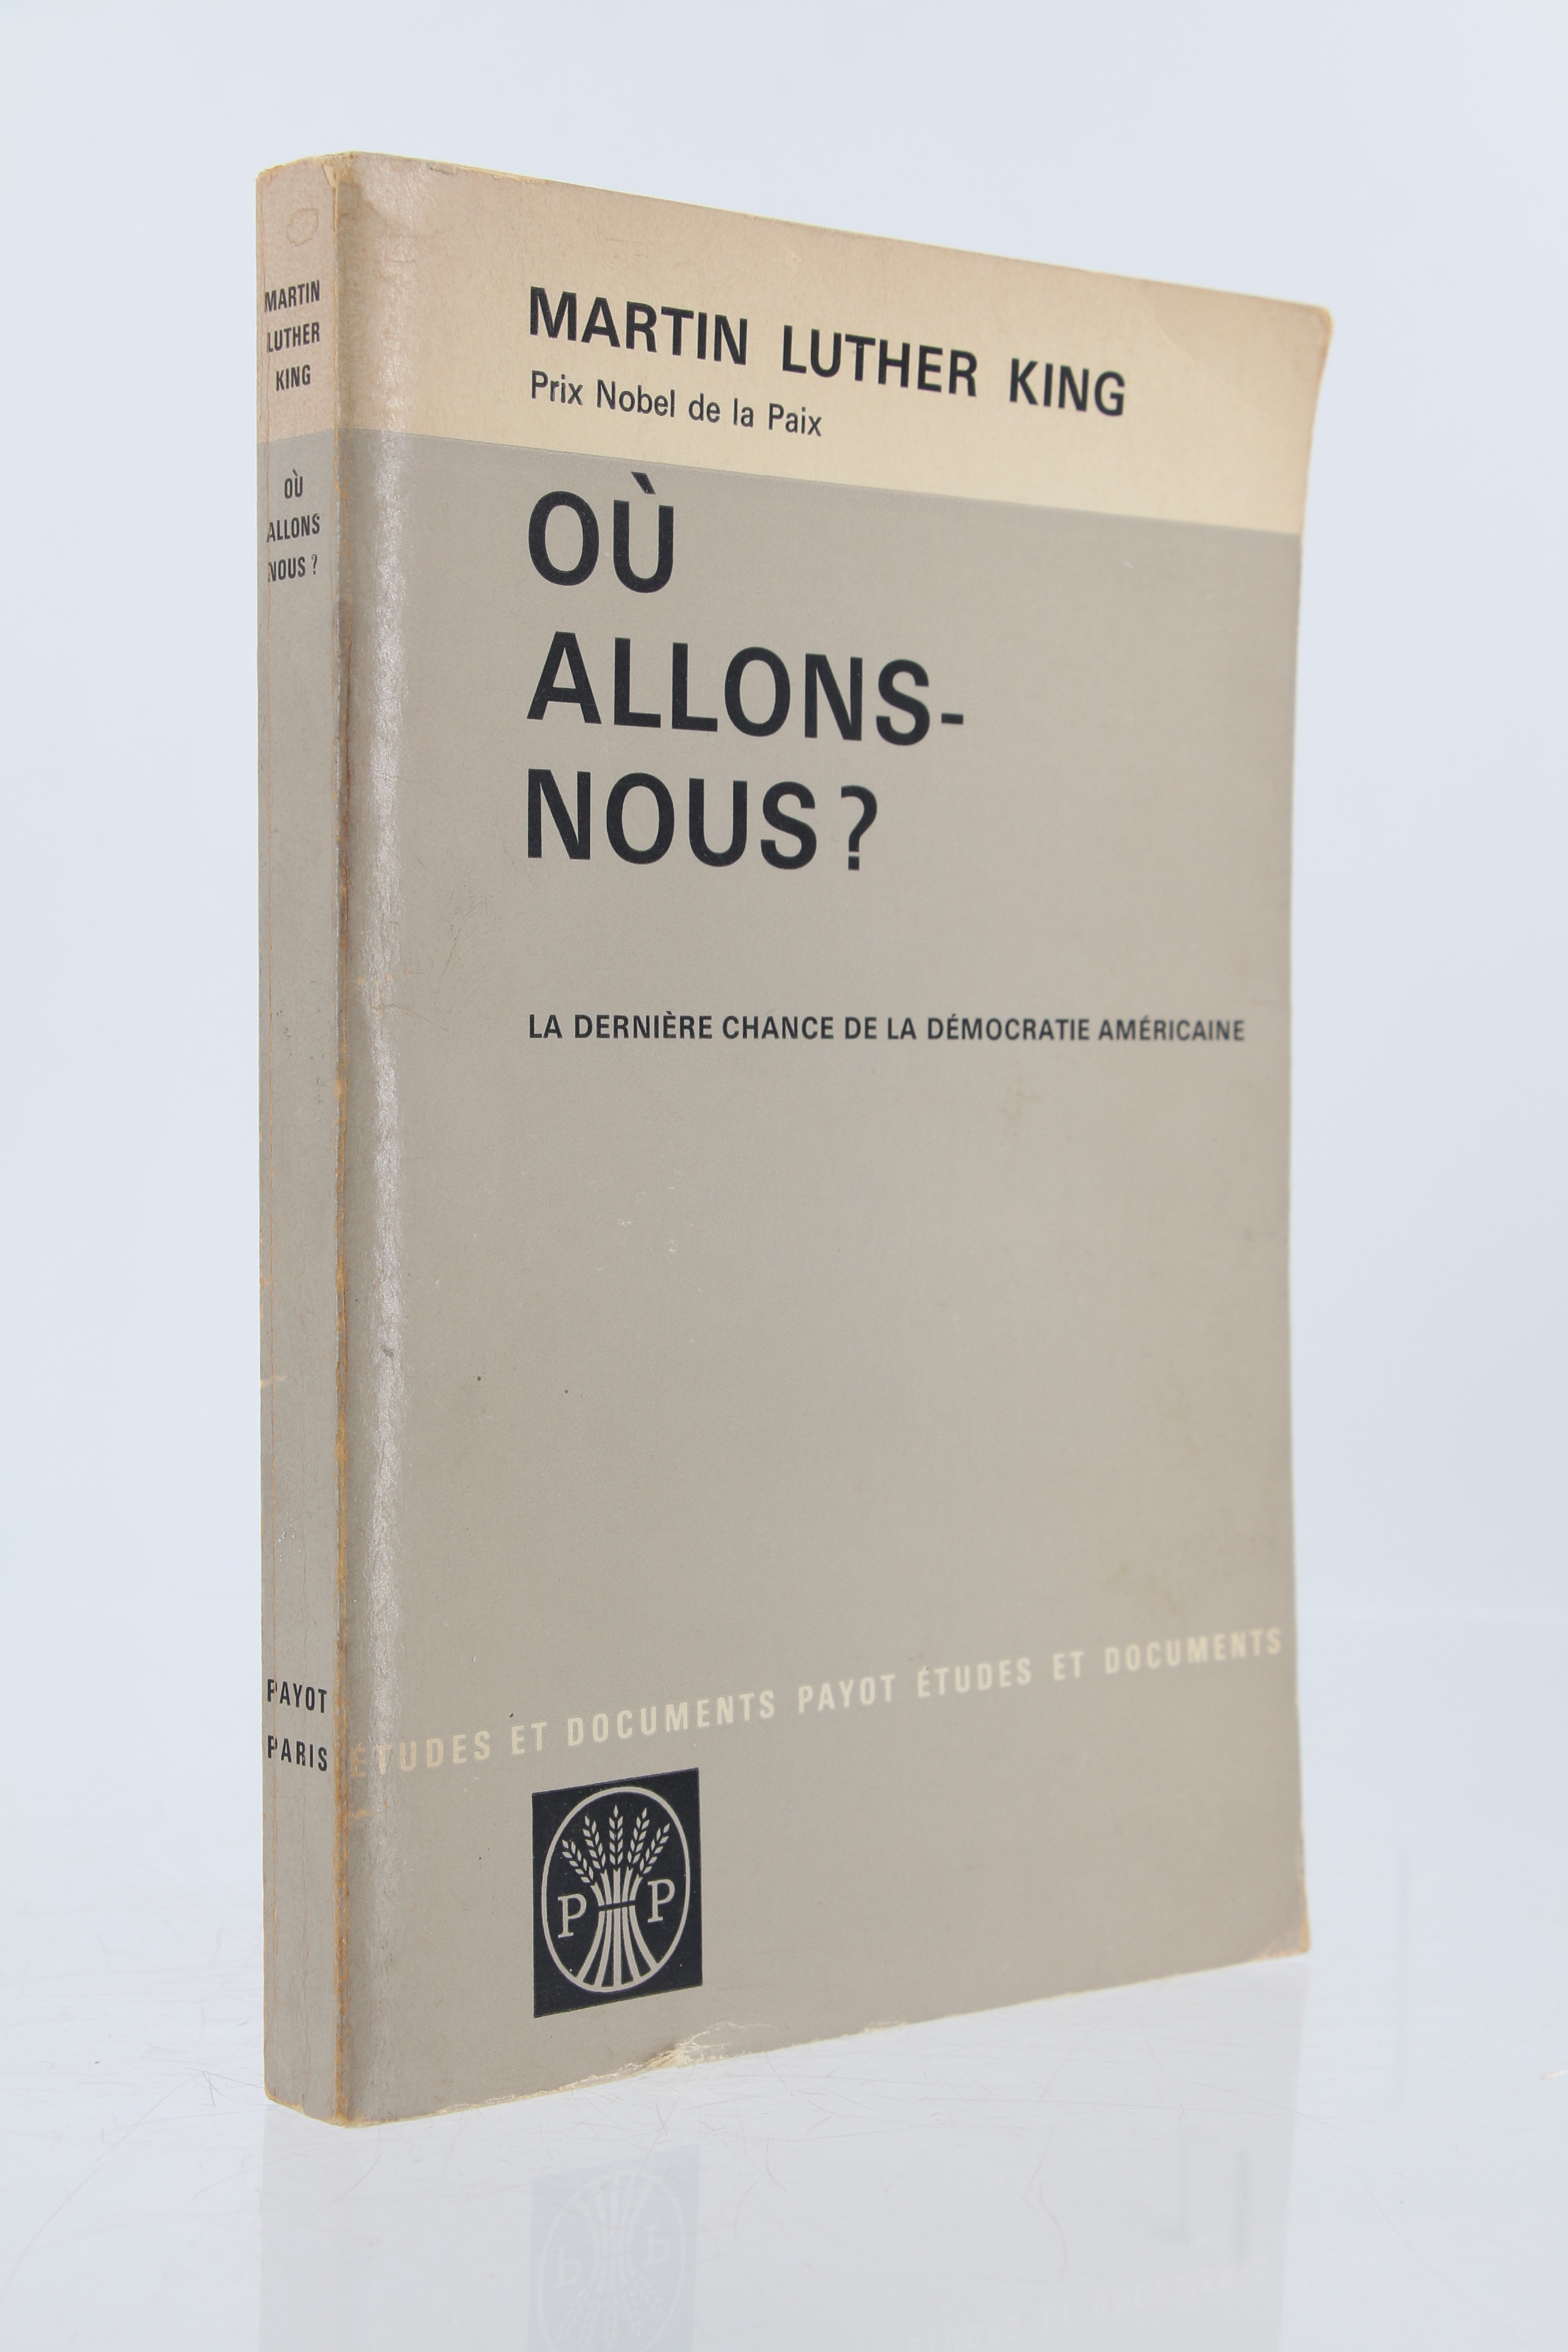 MARTIN
LUTHER
KING
OÙ
ALLONS
NOUS ?
PAYOT
PARIS
MARTIN LUTHER KING
Prix Nobel de la Paix
OÙ
ALLONS-
NOUS ?
LA DERNIÈRE CHANCE DE LA DÉMOCRATIE AMÉRICAINE
ÉTUDES ET DOCUMENTS PAYOT ÉTUDES ET DOCUMENTS
P P